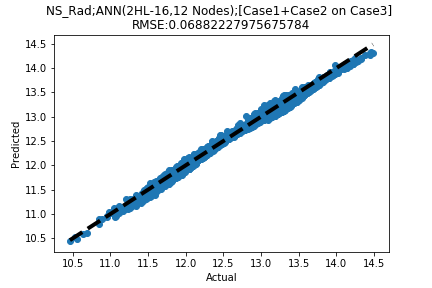 NS_Rad;ANN(2HL-16,12 Nodes);[Case1+Case2 on Case3]
RMSE:0.06882227975675784
14.5
14.0
13.5
13.0
12.5
12.0
11.5
11.0
10.5
Predicted
10.5 11.0 11.5 12.0 12.5 13.0 13.5 14.0 14.5
Actual